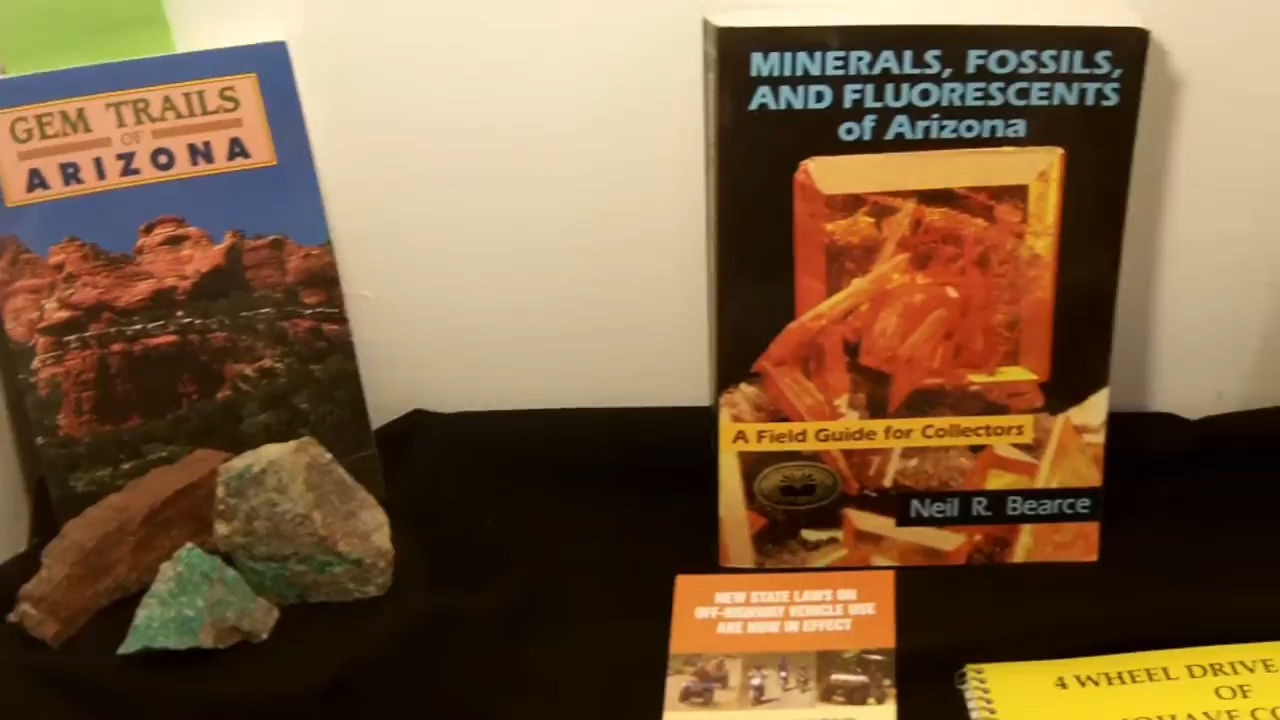 GEM TRAILS
OF
ARIZONA
MINERALS, FOSSILS,
AND FLUORESCENTS
of Arizona
A Field Guide for Collectors
Neil R. Bearce
NEW STATE LAWS ON
OFF-HIGHWAY VEHICLE USE
ARE NOW IN EFFECT
4 WHEEL DRIVE
OF